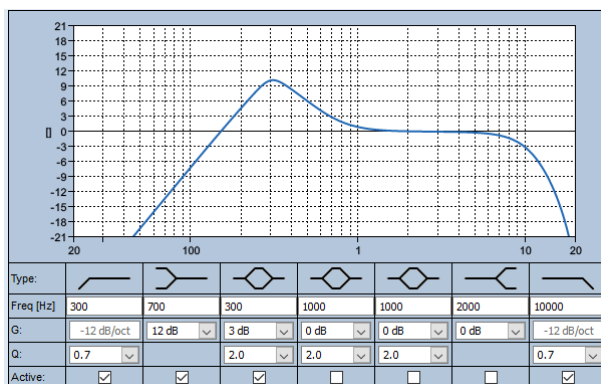 21
18
15
12
9
6
3
[] 0
-3
-6
-9
-12
-15
-18
-21
20 100 1 10 20
Type:
Freq [Hz] 300 700 300 1000 1000 2000 10000
G: -12 dB/oct 12 dB 3 dB 0 dB 0 dB 0 dB -12 dB/oct
Q: 0.7 2.0 2.0 2.0 0.7
Active: